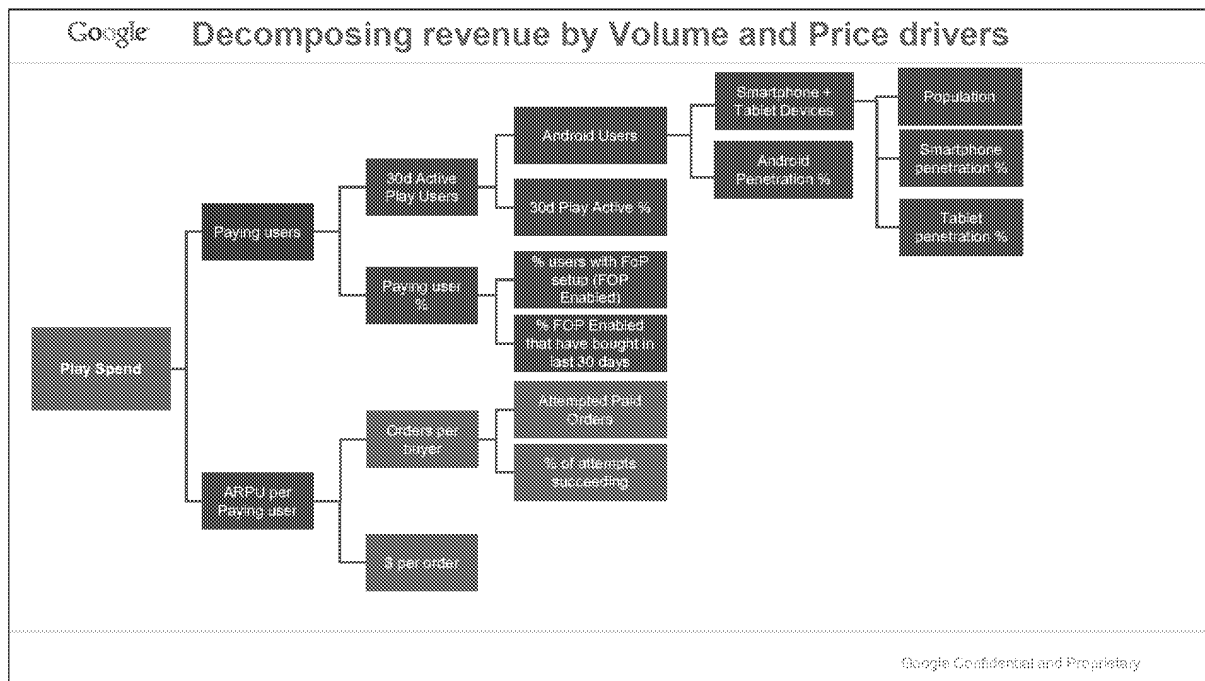 Google Decomposing revenue by Volume and Price drivers
Play Spend
Paying users
ARPU per
Paying user
30d Active
Play Users
Paying user
%
Orders per
buyer
$ per order
Android Users
30d Play Active %
% users with FoP
setup (FOP
Enabled)
% FOP Enabled
that have bought in
last 30 days
Attempted Paid
Orders
% of attempts
succeeding
Smartphone +
Tablet Devices
Android
Penetration %
Population
Smartphone
penetration %
Tablet
penetration %
Google Confidential and Proprietary